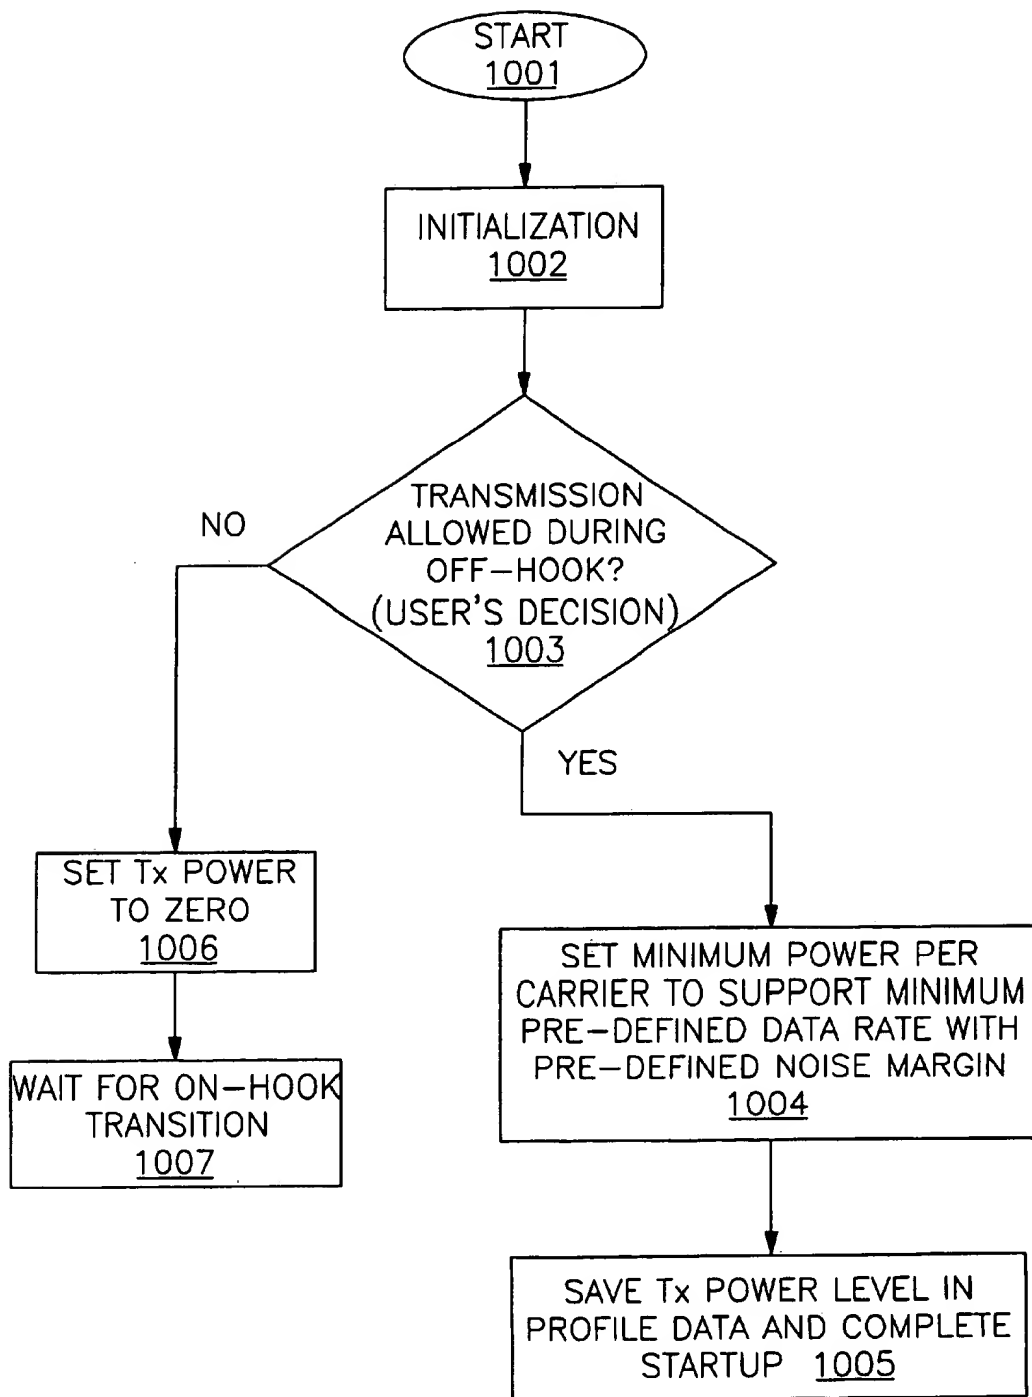 START
1001
INITIALIZATION
1002
TRANSMISSION
ALLOWED DURING
OFF-HOOK?
(USER'S DECISION)
1003
NO
YES
SET Tx POWER
TO ZERO
1006
WAIT FOR ON-HOOK
TRANSITION
1007
SET MINIMUM POWER PER
CARRIER TO SUPPORT MINIMUM
PRE-DEFINED DATA RATE WITH
PRE-DEFINED NOISE MARGIN
1004
SAVE Tx POWER LEVEL IN
PROFILE DATA AND COMPLETE
STARTUP 1005